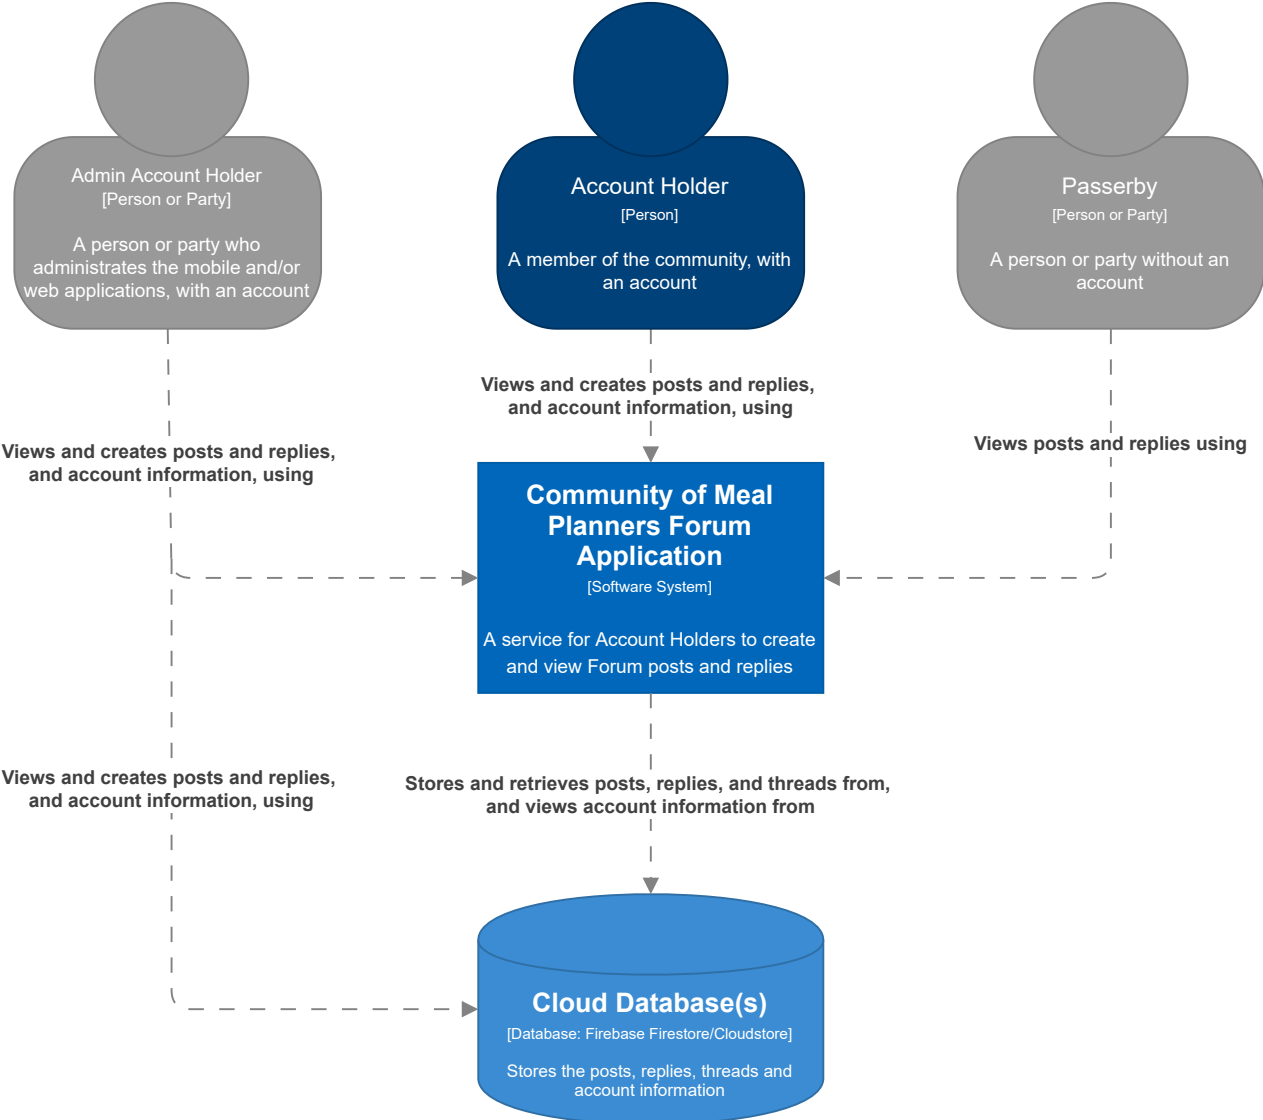 Admin Account Holder
[Person or Party]
A person or party who
administrates the mobile and/or
web applications, with an account
Account Holder
[Person]
A member of the community, with
an account
Passerby
[Person or Party]
A person or party without an
account
Views and creates posts and replies,
and account information, using
Views and creates posts and replies,
and account information, using
Views posts and replies using
Community of Meal
Planners Forum
Application
[Software System]
A service for Account Holders to create
and view Forum posts and replies
Views and creates posts and replies,
and account information, using
Stores and retrieves posts, replies, and threads from,
and views account information from
Cloud Database(s)
[Database: Firebase Firestore/Cloudstore]
Stores the posts, replies, threads and
account information